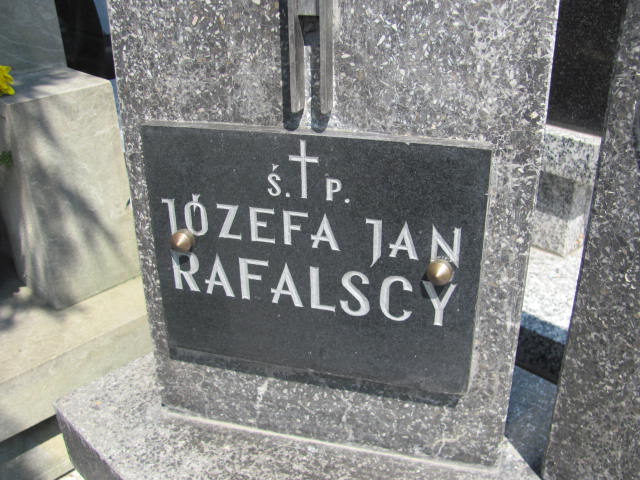 Ś. P.
JÓZEFA JAN
RAFALSCY